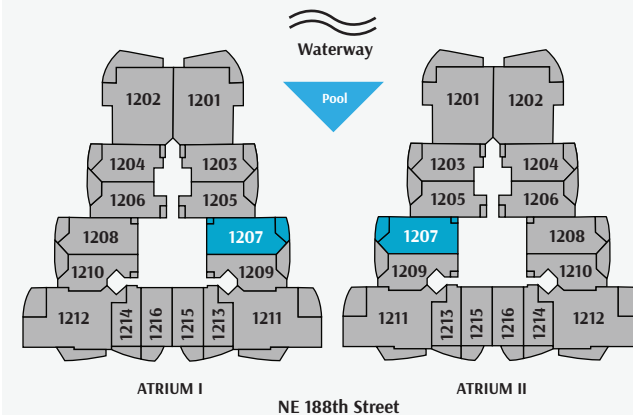 Waterway
Pool
1202 1201
1204 1203
1206 1205
1208 1207
1210 1209
1212 1214 1216 1215 1213 1211
ATRIUM I
1201 1202
1203 1204
1205 1206
1207 1208
1209 1210
1211 1213 1215 1216 1214 1212
ATRIUM II
NE 188th Street